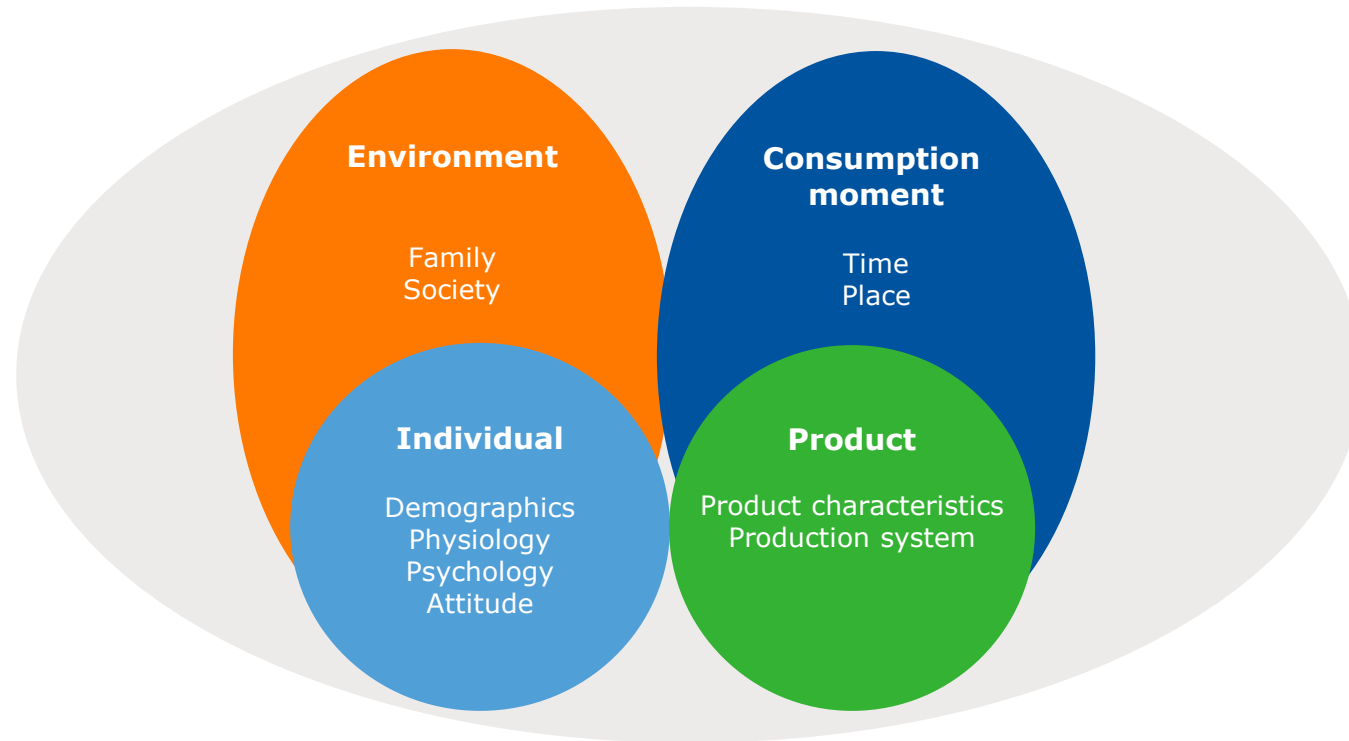 Environment
Family
Society
Consumption
moment
Time
Place
Individual
Demographics
Physiology
Psychology
Attitude
Product
Product characteristics
Production system